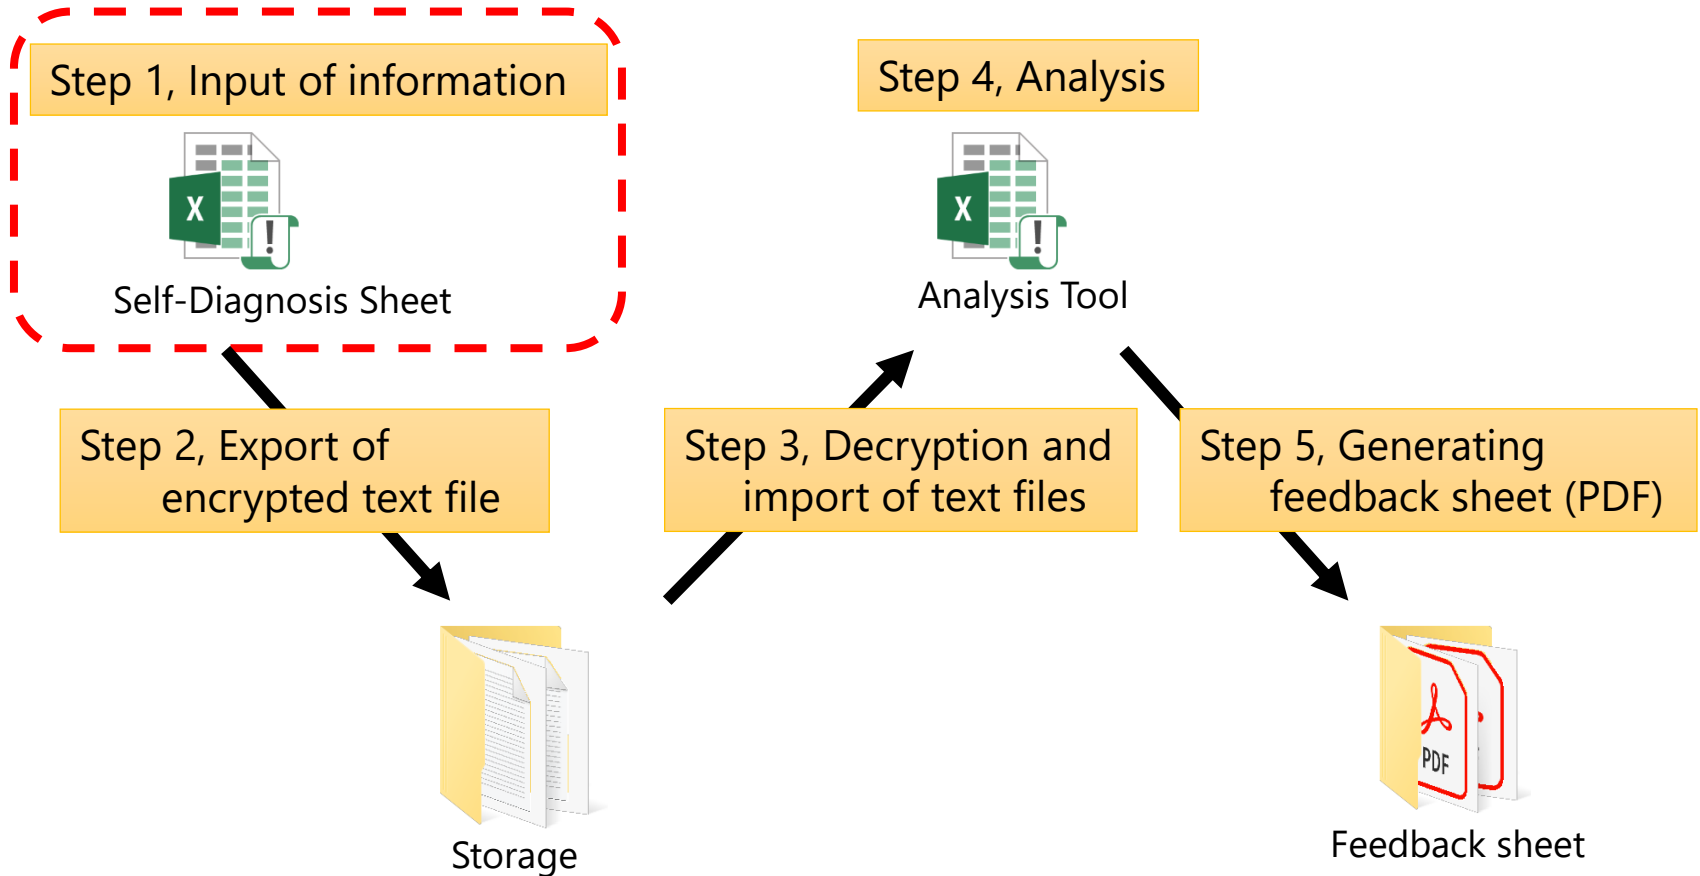 Step 1, Input of information
X
!
Self-Diagnosis Sheet
Step 2, Export of
encrypted text file
Storage
Step 3, Decryption and
import of text files
Step 4, Analysis
X
!
Analysis Tool
Step 5, Generating
feedback sheet (PDF)
PDF
Feedback sheet